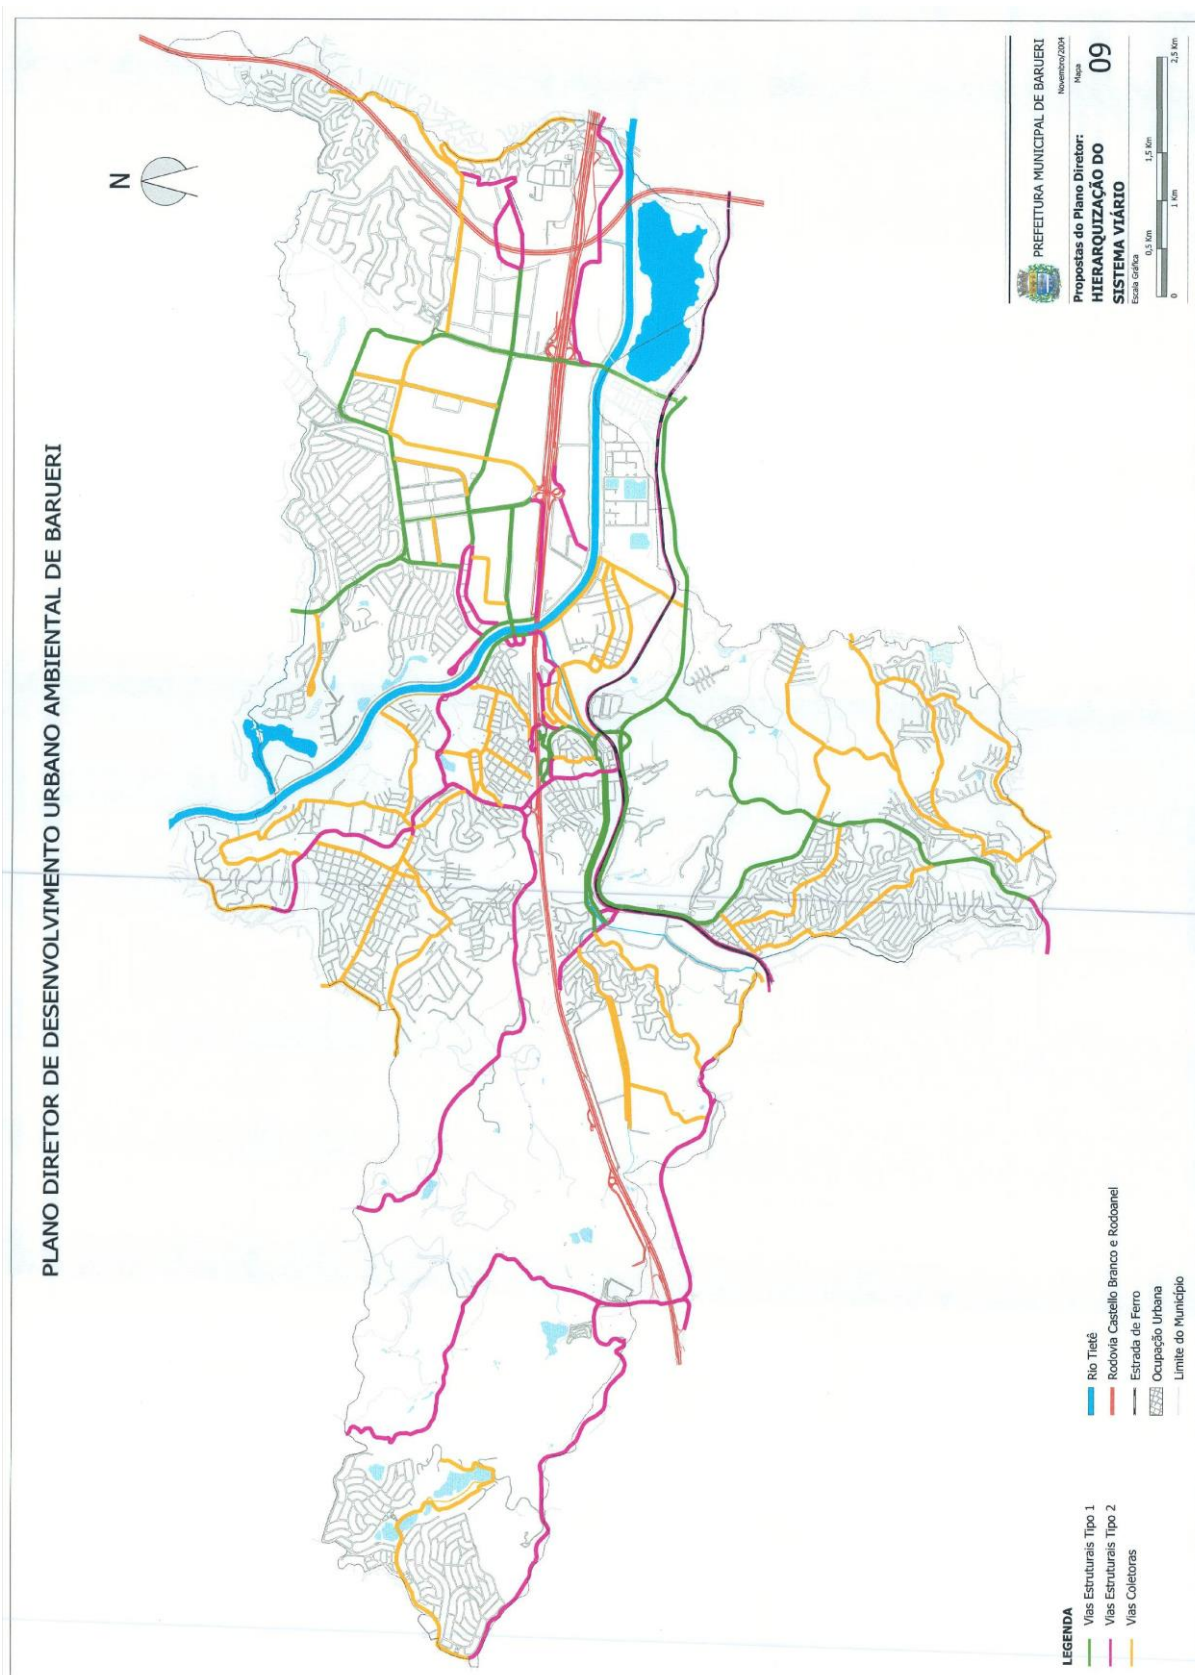 PLANO DIRETOR DE DESENVOLVIMENTO URBANO AMBIENTAL DE BARUERI
N
PREFEITURA MUNICIPAL DE BARUERI
Novembro/2004
Propostas do Plano Diretor:
HIERARQUIZAÇÃO DO
SISTEMA VIÁRIO
Mapa
09
Escala Gráfica
0
0,5 Km
1 Km
1,5 Km
2,5 Km
LEGENDA
Vias Estruturais Tipo 1
Vias Estruturais Tipo 2
Vias Coletoras
Rio Tietê
Rodovia Castello Branco e Rodoanel
Estrada de Ferro
Ocupação Urbana
Limite do Município